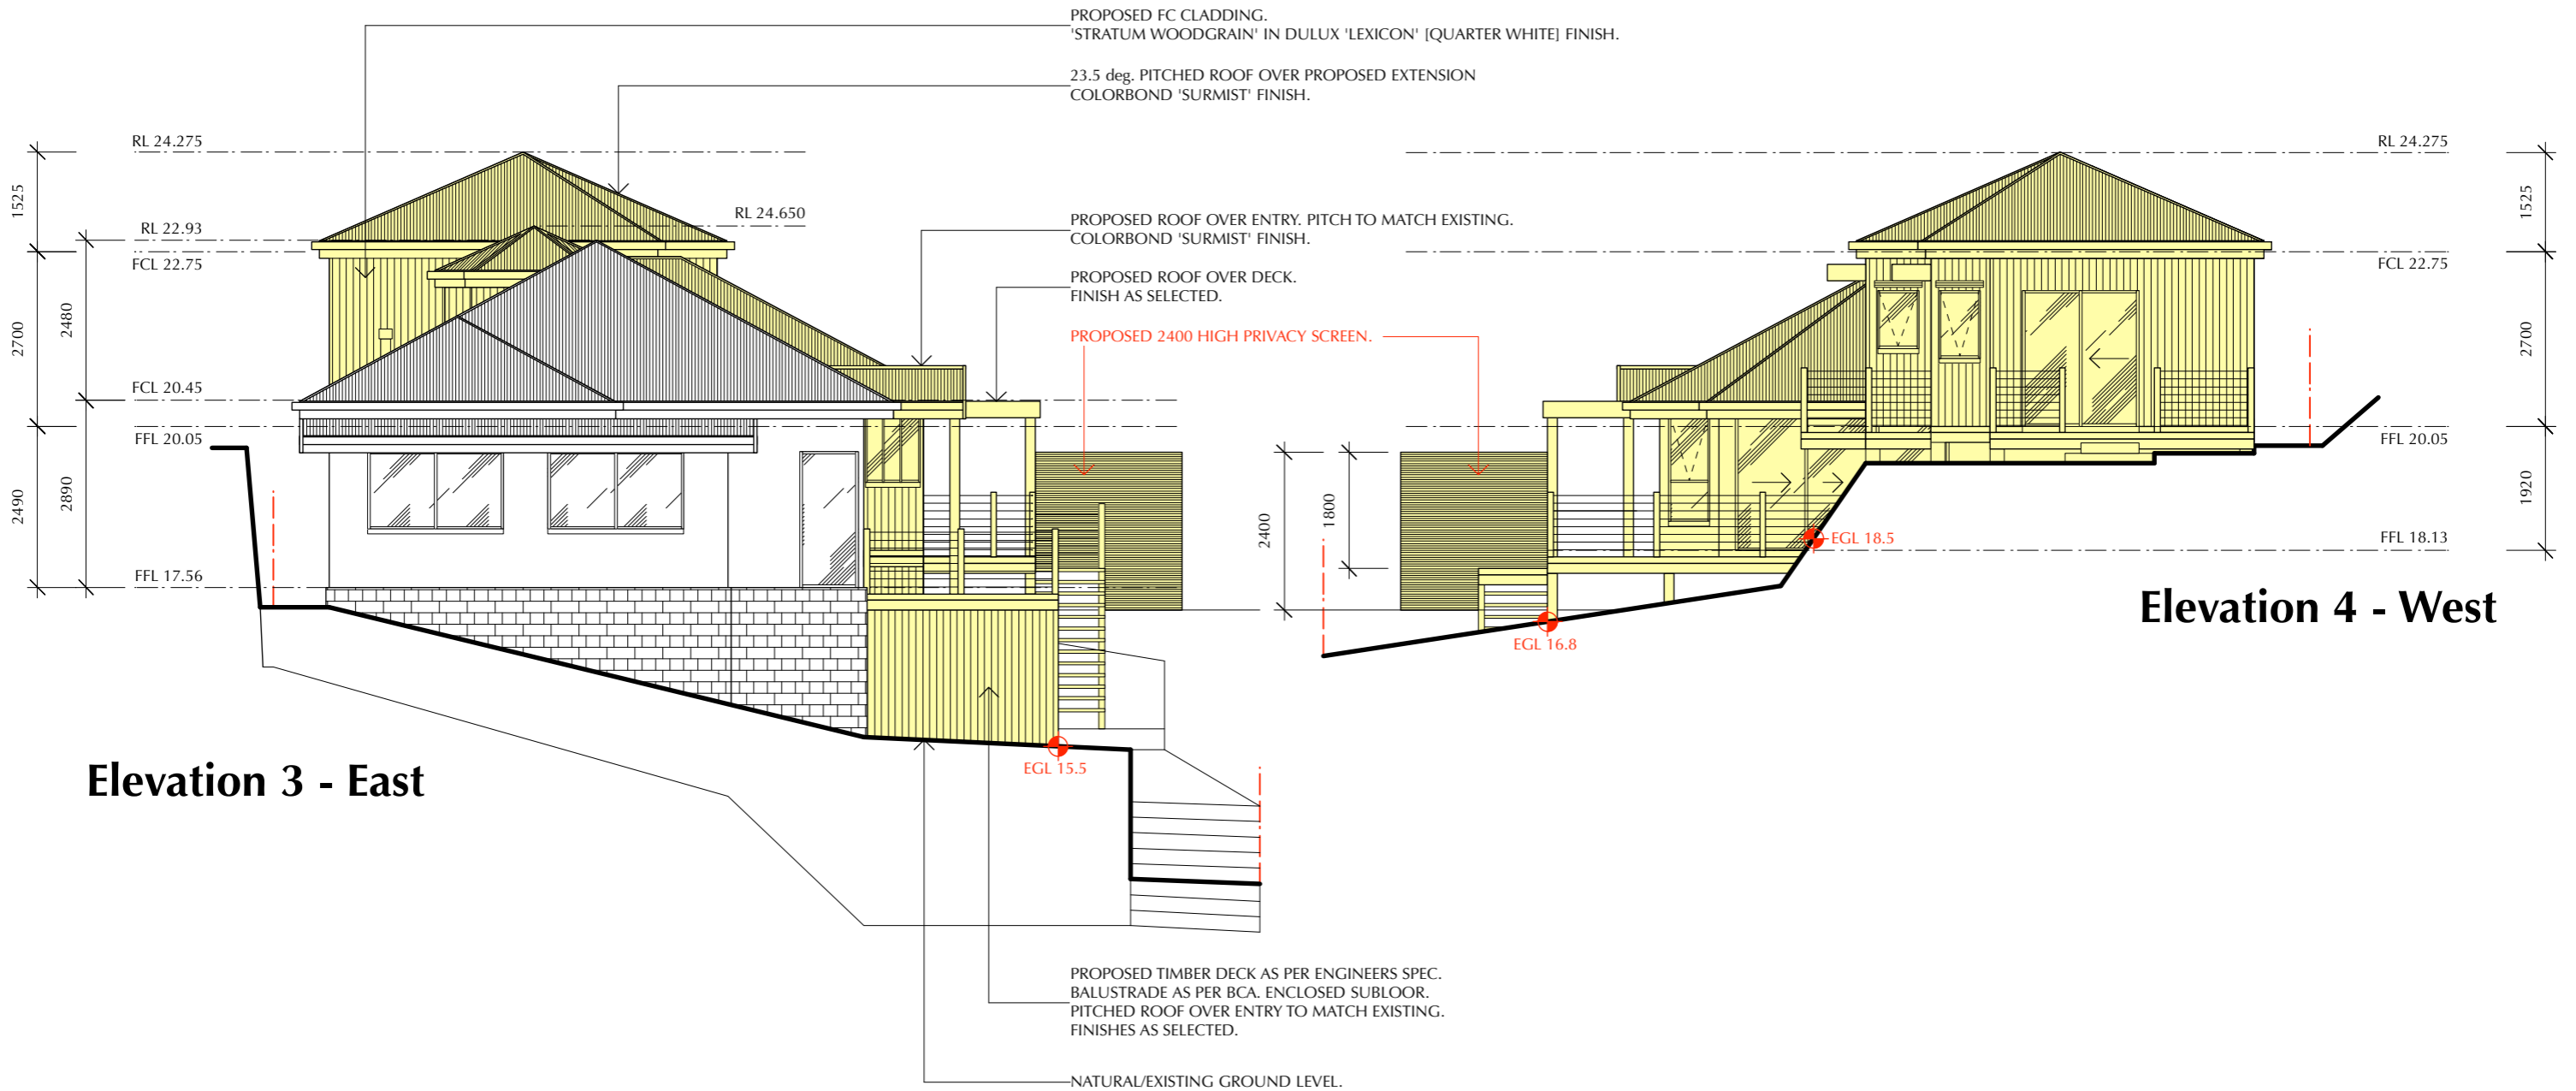 PROPOSED FC CLADDING.
'STRATUM WOODGRAIN' IN DULUX 'LEXICON' [QUARTER WHITE] FINISH.
23.5 deg. PITCHED ROOF OVER PROPOSED EXTENSION
COLORBOND 'SURMIST' FINISH.
RL 24.275
RL 24.650
RL 22.93
FCL 22.75
FCL 20.45
FFL 20.05
FFL 17.56
1525
2700
2480
2490
2890
PROPOSED ROOF OVER ENTRY. PITCH TO MATCH EXISTING.
COLORBOND 'SURMIST' FINISH.
PROPOSED ROOF OVER DECK.
FINISH AS SELECTED.
PROPOSED 2400 HIGH PRIVACY SCREEN.
2400
1800
RL 24.275
FCL 22.75
FFL 20.05
FFL 18.13
1525
2700
1920
EGL 18.5
EGL 16.8
Elevation 4 - West
EGL 15.5
Elevation 3 - East
PROPOSED TIMBER DECK AS PER ENGINEERS SPEC.
BALUSTRADE AS PER BCA. ENCLOSED SUBLOOR.
PITCHED ROOF OVER ENTRY TO MATCH EXISTING.
FINISHES AS SELECTED.
NATURAL/EXISTING GROUND LEVEL.